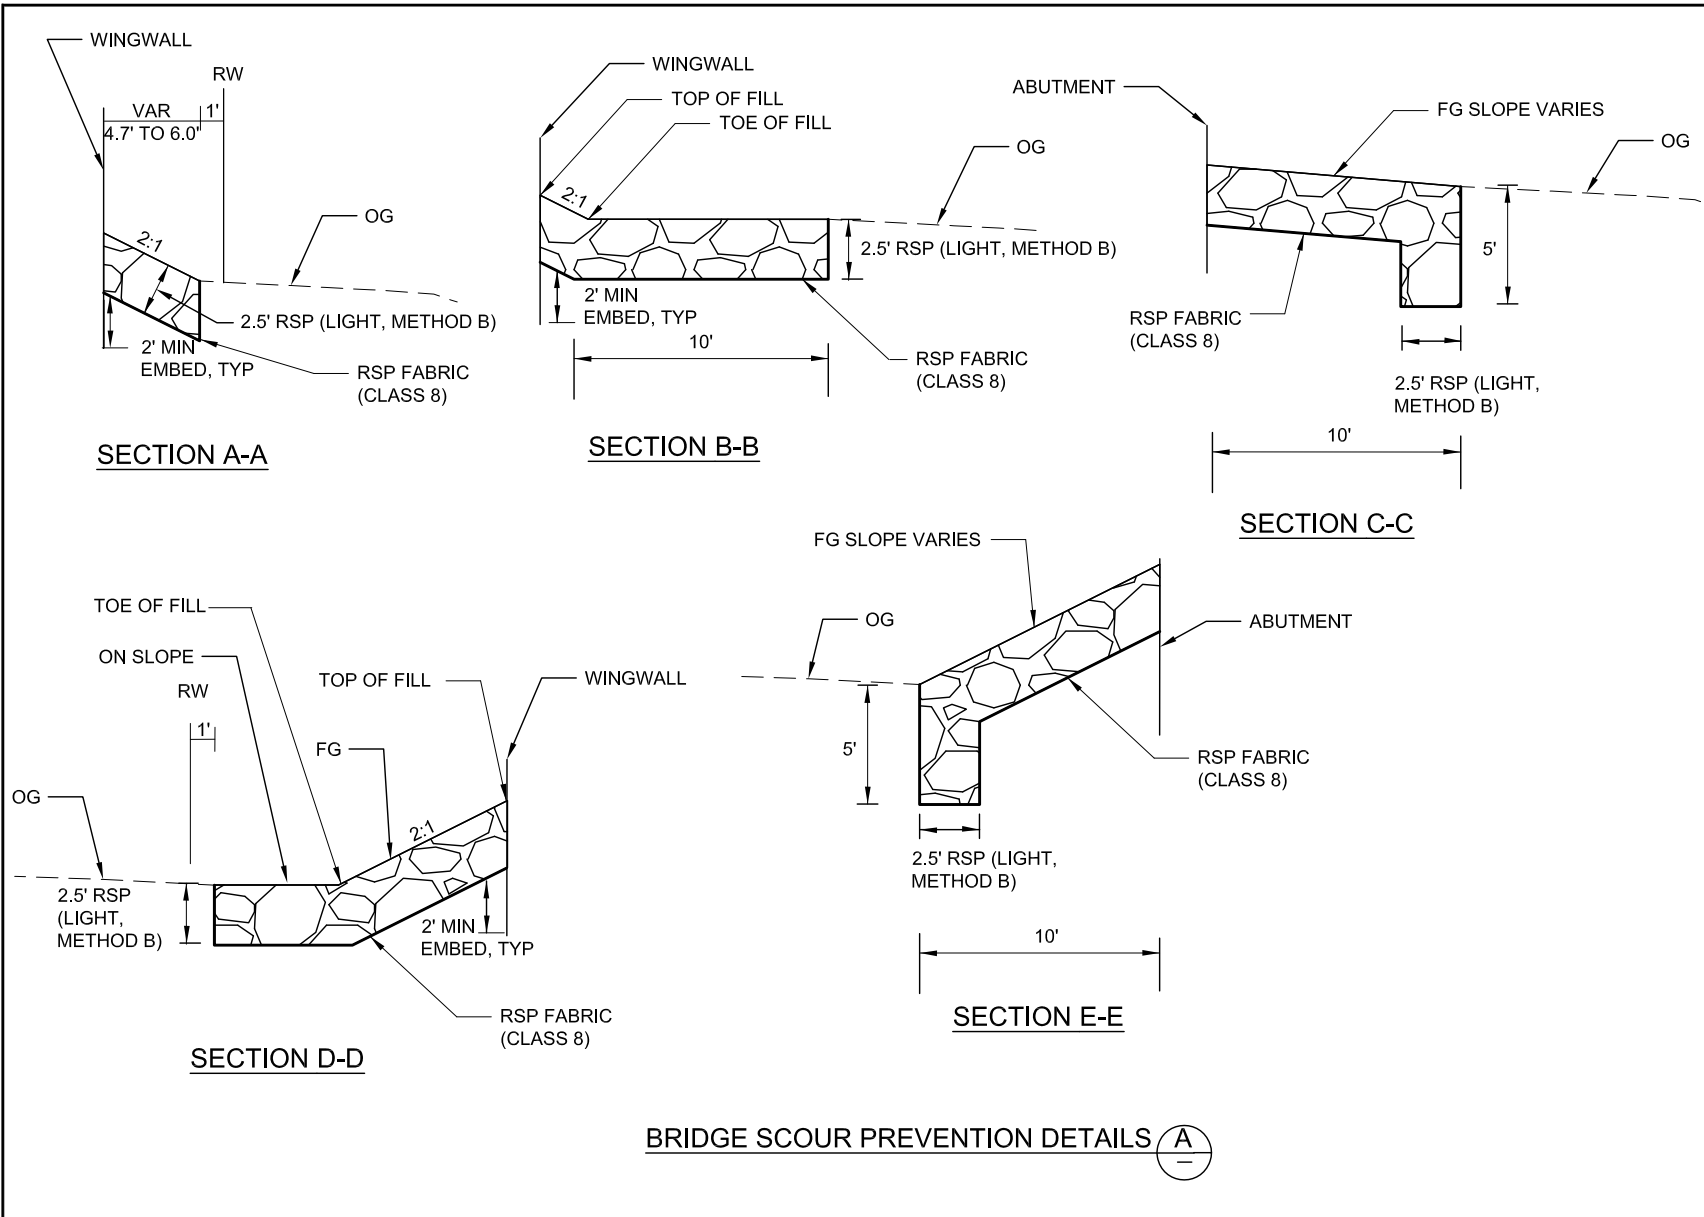 WINGWALL
RW
VAR
1'
4.7' TO 6.0'
2:1
OG
2.5' RSP (LIGHT, METHOD B)
2' MIN
EMBED, TYP
RSP FABRIC
(CLASS 8)
SECTION A-A
WINGWALL
TOP OF FILL
TOE OF FILL
OG
2:1
2.5' RSP (LIGHT, METHOD B)
2' MIN
EMBED, TYP
10'
RSP FABRIC
(CLASS 8)
SECTION B-B
ABUTMENT
FG SLOPE VARIES
OG
5'
RSP FABRIC
(CLASS 8)
2.5' RSP (LIGHT,
METHOD B)
10'
SECTION C-C
TOE OF FILL
ON SLOPE
RW
TOP OF FILL
WINGWALL
1'
FG
OG
2:1
2.5' RSP
(LIGHT,
METHOD B)
2' MIN
EMBED, TYP
RSP FABRIC
(CLASS 8)
SECTION D-D
FG SLOPE VARIES
OG
ABUTMENT
5'
RSP FABRIC
(CLASS 8)
2.5' RSP (LIGHT,
METHOD B)
10'
SECTION E-E
BRIDGE SCOUR PREVENTION DETAILS
A
–